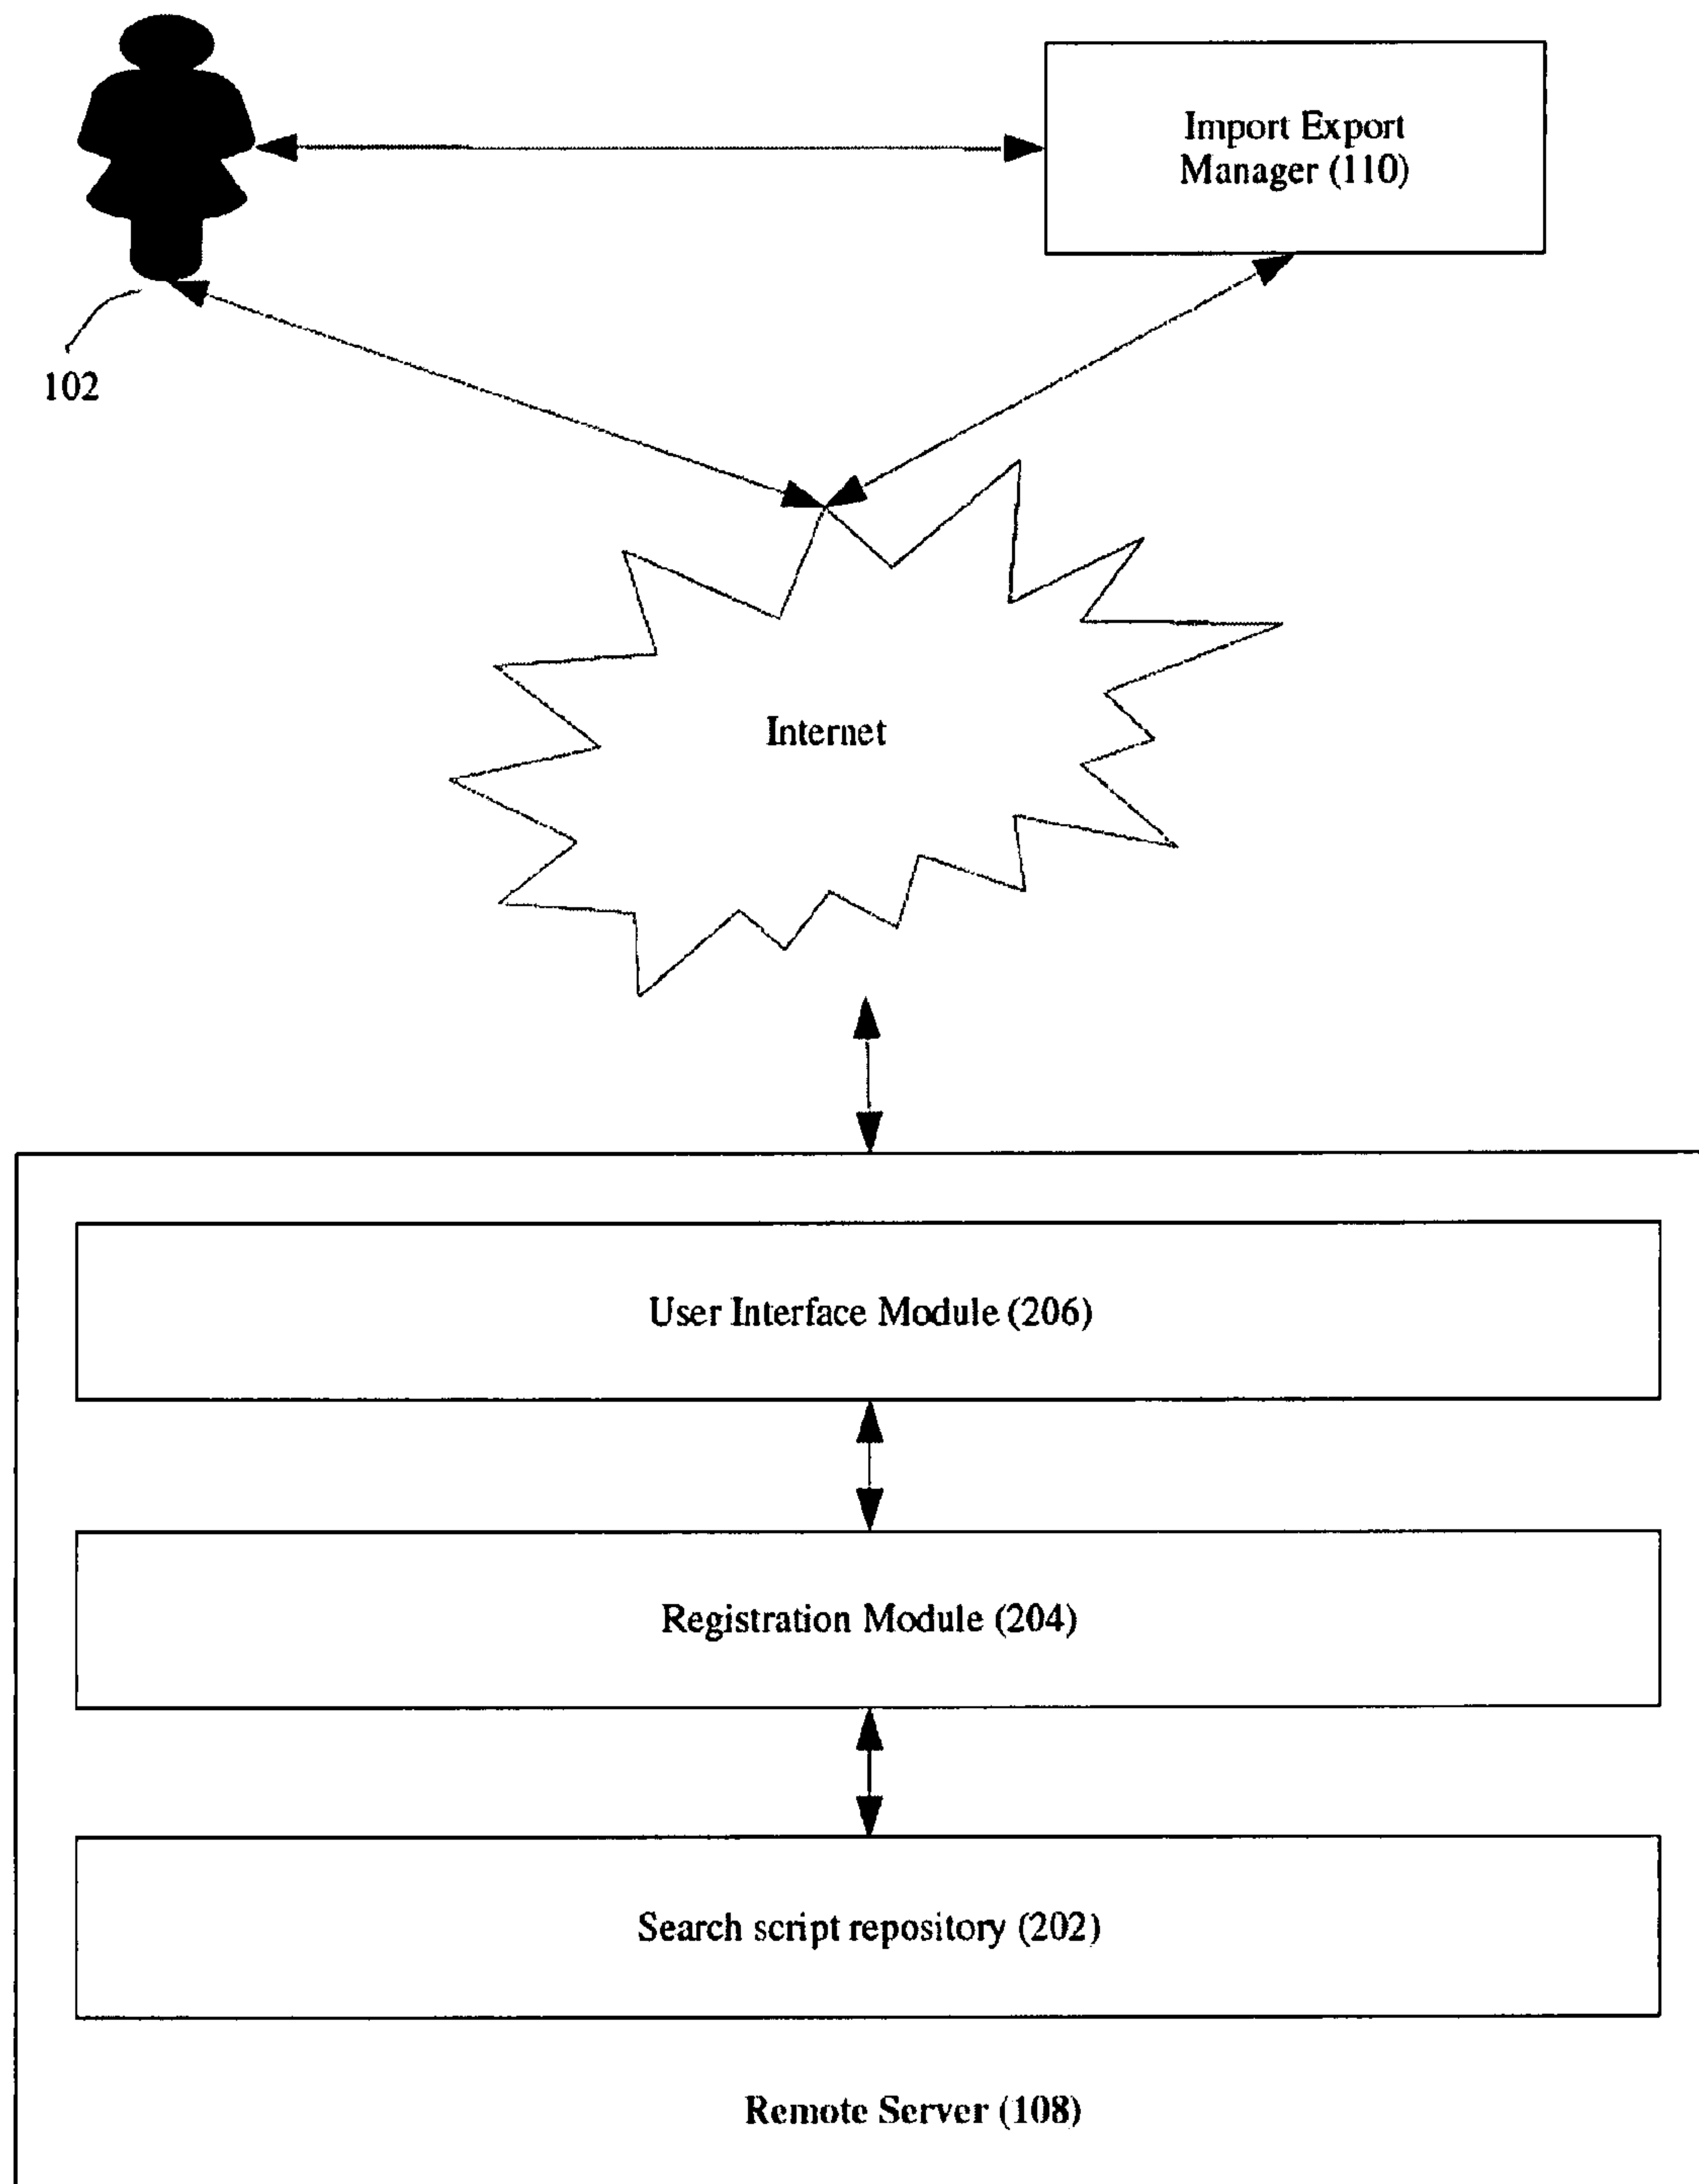 Import Export
Manager (110)
102
Internet
User Interface Module (206)
Registration Module (204)
Search script repository (202)
Remote Server (108)